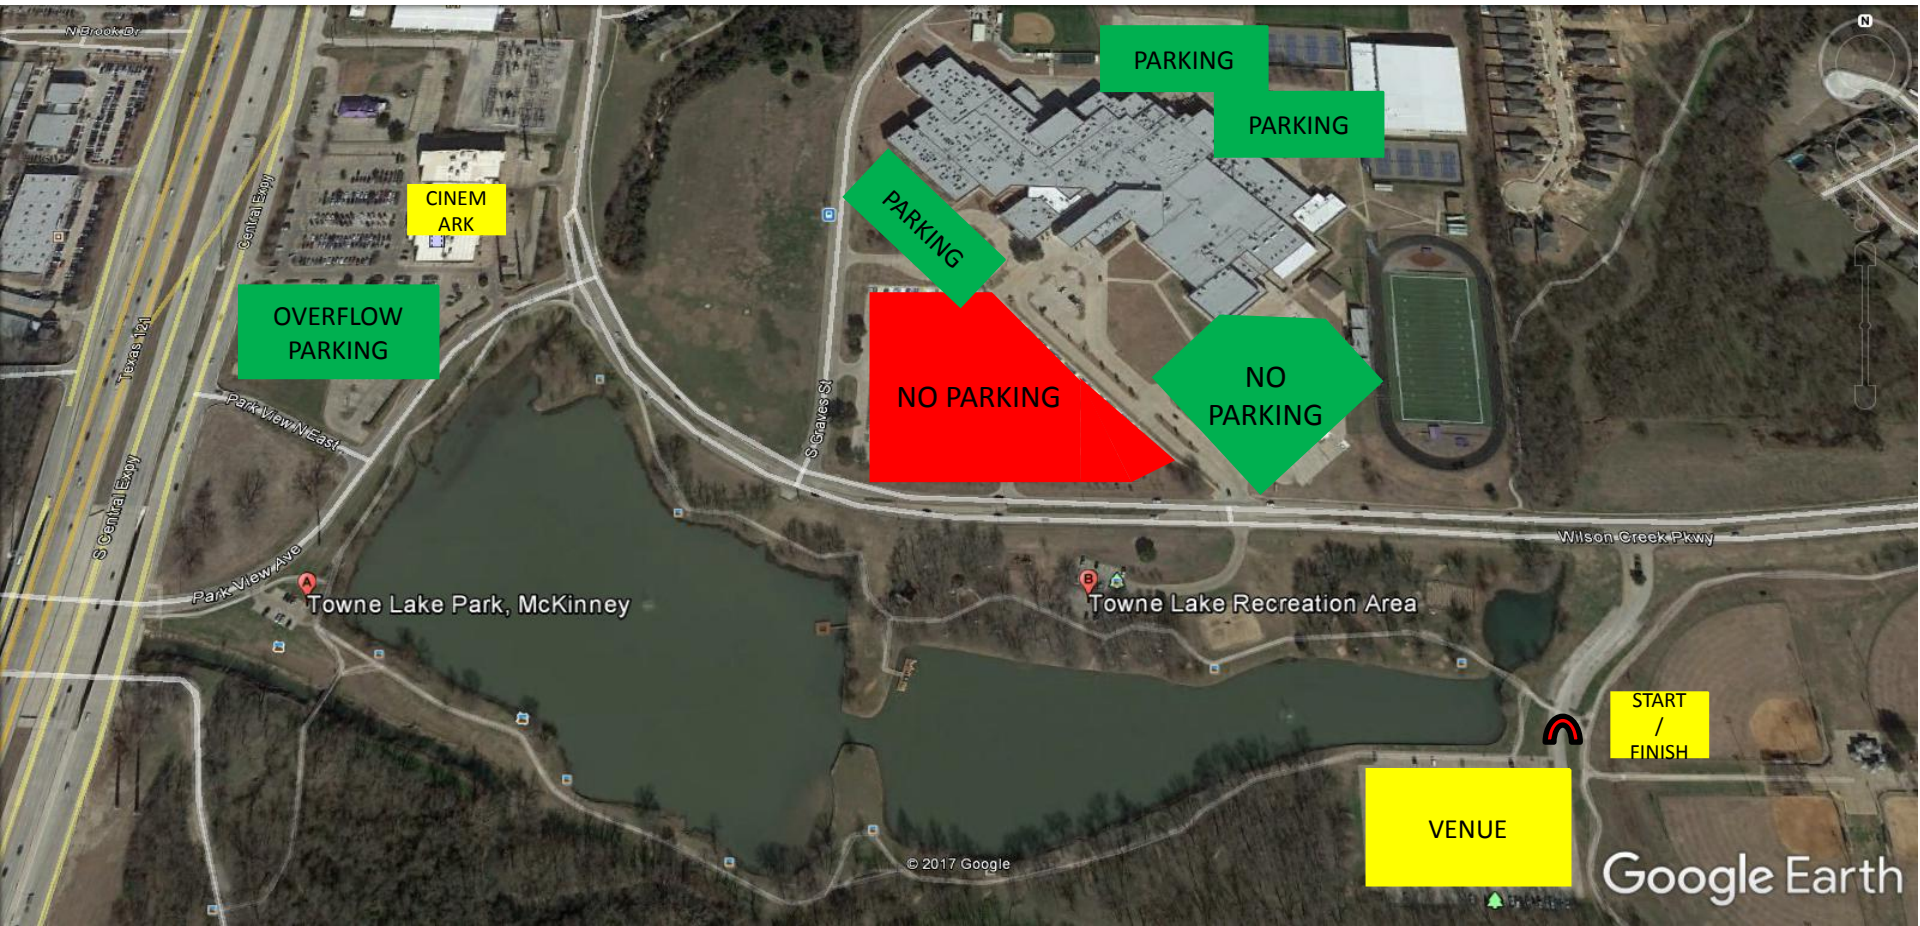 N Brook Dr
N
PARKING
PARKING
CINEM
ARK
PARKING
Central Expy
OVERFLOW
PARKING
Texas 121
NO PARKING
NO
PARKING
Park View N East
S Graves St
S Central Expy
Wilson Creek Pkwy
Park View Ave
A
Towne Lake Park, McKinney
B
Towne Lake Recreation Area
START
/
FINISH
VENUE
© 2017 Google
Google Earth